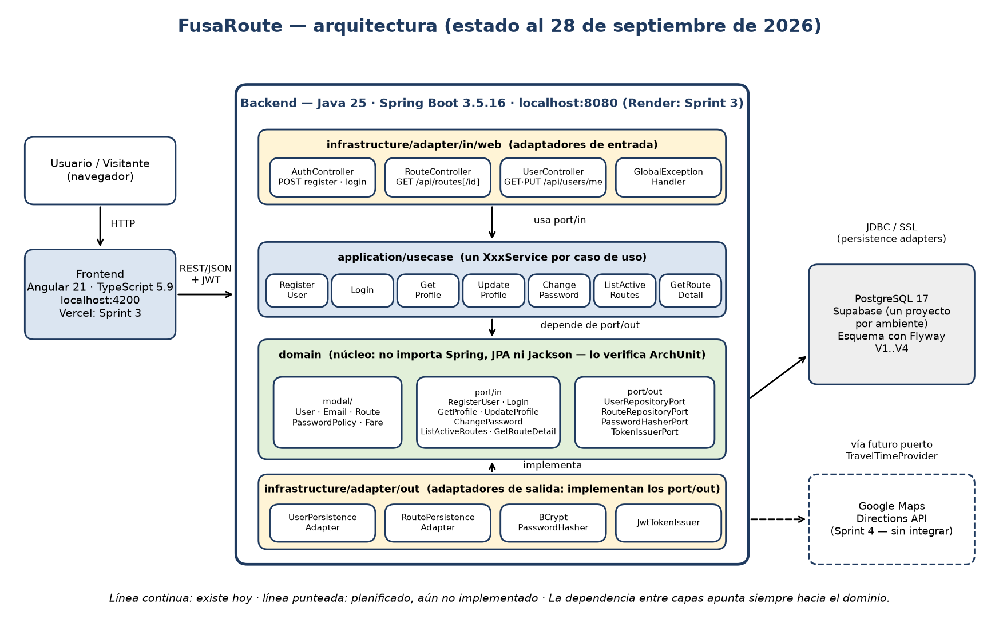 FusaRoute — arquitectura (estado al 28 de septiembre de 2026)
Usuario / Visitante
(navegador)
HTTP
Frontend
Angular 21 · TypeScript 5.9
localhost:4200
Vercel: Sprint 3
REST/JSON
+ JWT
Backend — Java 25 · Spring Boot 3.5.16 · localhost:8080 (Render: Sprint 3)
infrastructure/adapter/in/web  (adaptadores de entrada)
AuthController
POST register · login
RouteController
GET /api/routes[/id]
UserController
GET·PUT /api/users/me
GlobalException
Handler
usa port/in
application/usecase  (un XxxService por caso de uso)
Register
User
Login
Get
Profile
Update
Profile
Change
Password
ListActive
Routes
GetRoute
Detail
depende de port/out
domain  (núcleo: no importa Spring, JPA ni Jackson — lo verifica ArchUnit)
model/
User · Email · Route
PasswordPolicy · Fare
port/in
RegisterUser · Login
GetProfile · UpdateProfile
ChangePassword
ListActiveRoutes · GetRouteDetail
port/out
UserRepositoryPort
RouteRepositoryPort
PasswordHasherPort
TokenIssuerPort
implementa
infrastructure/adapter/out  (adaptadores de salida: implementan los port/out)
UserPersistence
Adapter
RoutePersistence
Adapter
BCrypt
PasswordHasher
JwtTokenIssuer
JDBC / SSL
(persistence adapters)
PostgreSQL 17
Supabase (un proyecto
por ambiente)
Esquema con Flyway
V1..V4
vía futuro puerto
TravelTimeProvider
Google Maps
Directions API
(Sprint 4 — sin integrar)
Línea continua: existe hoy · línea punteada: planificado, aún no implementado · La dependencia entre capas apunta siempre hacia el dominio.